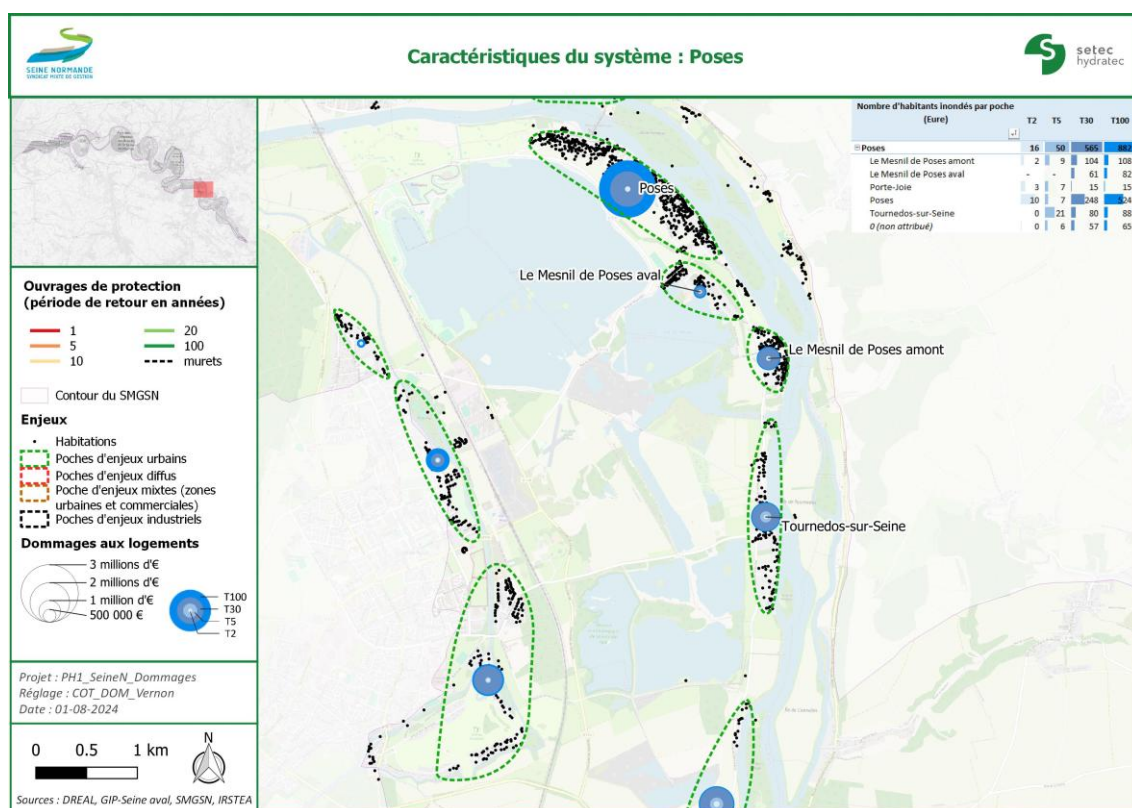 SEINE NORMANDE
SYNDICAT MIXTE DE GESTION
Caractéristiques du système : Poses
setec
hydratec
Nombre d'habitants inondés par poche
(Eure) T2 T5 T30 T100
Poses 16 50 565 882
Le Mesnil de Poses amont 2 9 104 108
Le Mesnil de Poses aval - - 61 82
Porte-Joie 3 7 15 15
Poses 10 7 248 524
Tournedos-sur-Seine 0 21 80 88
0 (non attribué) 0 6 57 65
Poses
Le Mesnil de Poses aval
Le Mesnil de Poses amont
Tournedos-sur-Seine
Ouvrages de protection
(période de retour en années)
1 20
5 100
10 murets
Contour du SMGSN
Enjeux
Habitations
Poches d'enjeux urbains
Poches d'enjeux diffus
Poche d'enjeux mixtes (zones
urbaines et commerciales)
Poches d'enjeux industriels
Dommages aux logements
3 millions d'€
2 millions d'€
1 million d'€
500 000 €
T100
T30
T5
T2
Projet : PH1_SeineN_Dommages
Réglage : COT_DOM_Vernon
Date : 01-08-2024
0 0.5 1 km
N
Sources : DREAL, GIP-Seine aval, SMGSN, IRSTEA